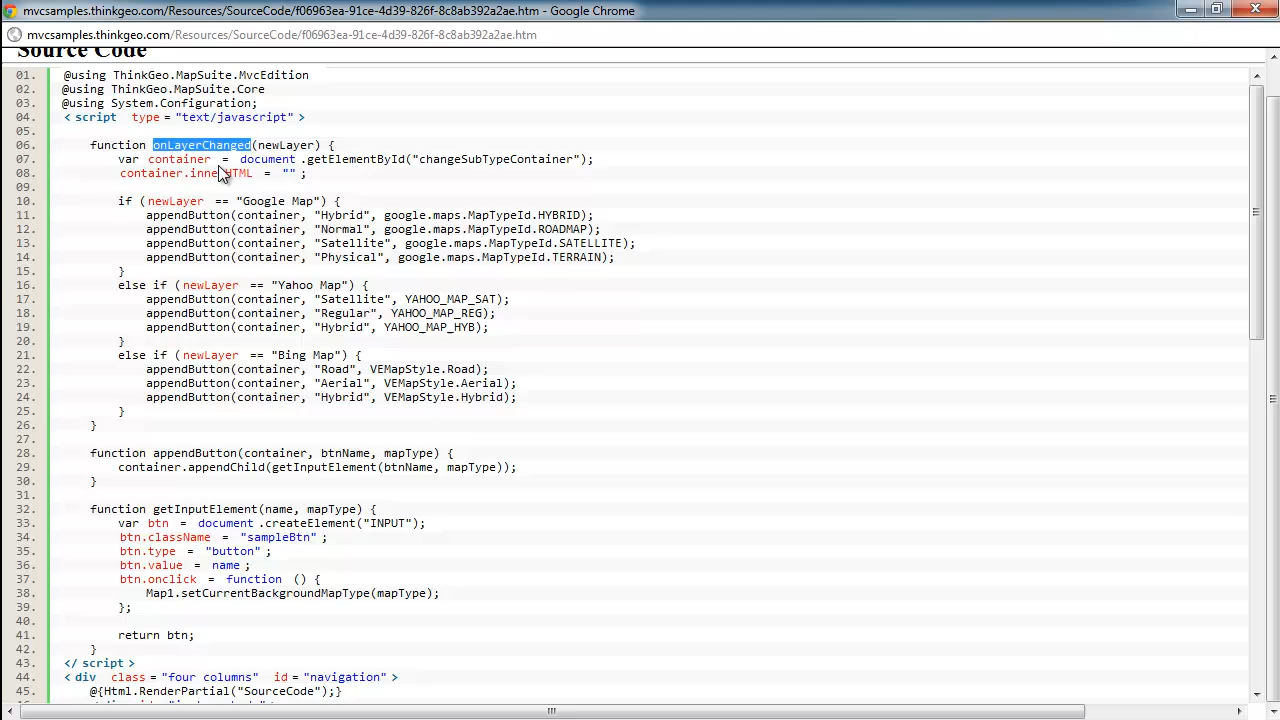 mvcsamples.thinkgeo.com/Resources/SourceCode/f06963ea-91ce-4d39-826f-8c8ab392a2ec.htm - Google Chrome
mvcsamples.thinkgeo.com/Resources/SourceCode/f06963ea-91ce-4d39-826f-8c8ab392a2ec.htm
Source Code
01. @using ThinkGeo.MapSuite.MvcEdition
02. @using ThinkGeo.MapSuite.Core
03. @using System.Configuration;
04. < script type = "text/javascript" >
05.
06. function onLayerChanged(newLayer) {
07. var container = document .getElementById("changeSubTypeContainer");
08. container.innerHTML = "" ;
09.
10. if ( newLayer == "Google Map") {
11. appendButton(container, "Hybrid", google.maps.MapTypeId.HYBRID);
12. appendButton(container, "Normal", google.maps.MapTypeId.ROADMAP);
13. appendButton(container, "Satellite", google.maps.MapTypeId.SATELLITE);
14. appendButton(container, "Physical", google.maps.MapTypeId.TERRAIN);
15. }
16. else if ( newLayer == "Yahoo Map") {
17. appendButton(container, "Satellite", YAHOO_MAP_SAT);
18. appendButton(container, "Regular", YAHOO_MAP_REG);
19. appendButton(container, "Hybrid", YAHOO_MAP_HYB);
20. }
21. else if ( newLayer == "Bing Map") {
22. appendButton(container, "Road", VEMapStyle.Road);
23. appendButton(container, "Aerial", VEMapStyle.Aerial);
24. appendButton(container, "Hybrid", VEMapStyle.Hybrid);
25. }
26. }
27.
28. function appendButton(container, btnName, mapType) {
29. container.appendChild(getInputElement(btnName, mapType));
30. }
31.
32. function getInputElement(name, mapType) {
33. var btn = document .createElement("INPUT");
34. btn.className = "sampleBtn" ;
35. btn.type = "button" ;
36. btn.value = name ;
37. btn.onclick = function () {
38. Map1.setCurrentBackgroundMapType(mapType);
39. };
40.
41. return btn;
42. }
43. </ script >
44. < div class = "four columns" id = "navigation" >
45. @{Html.RenderPartial("SourceCode");}